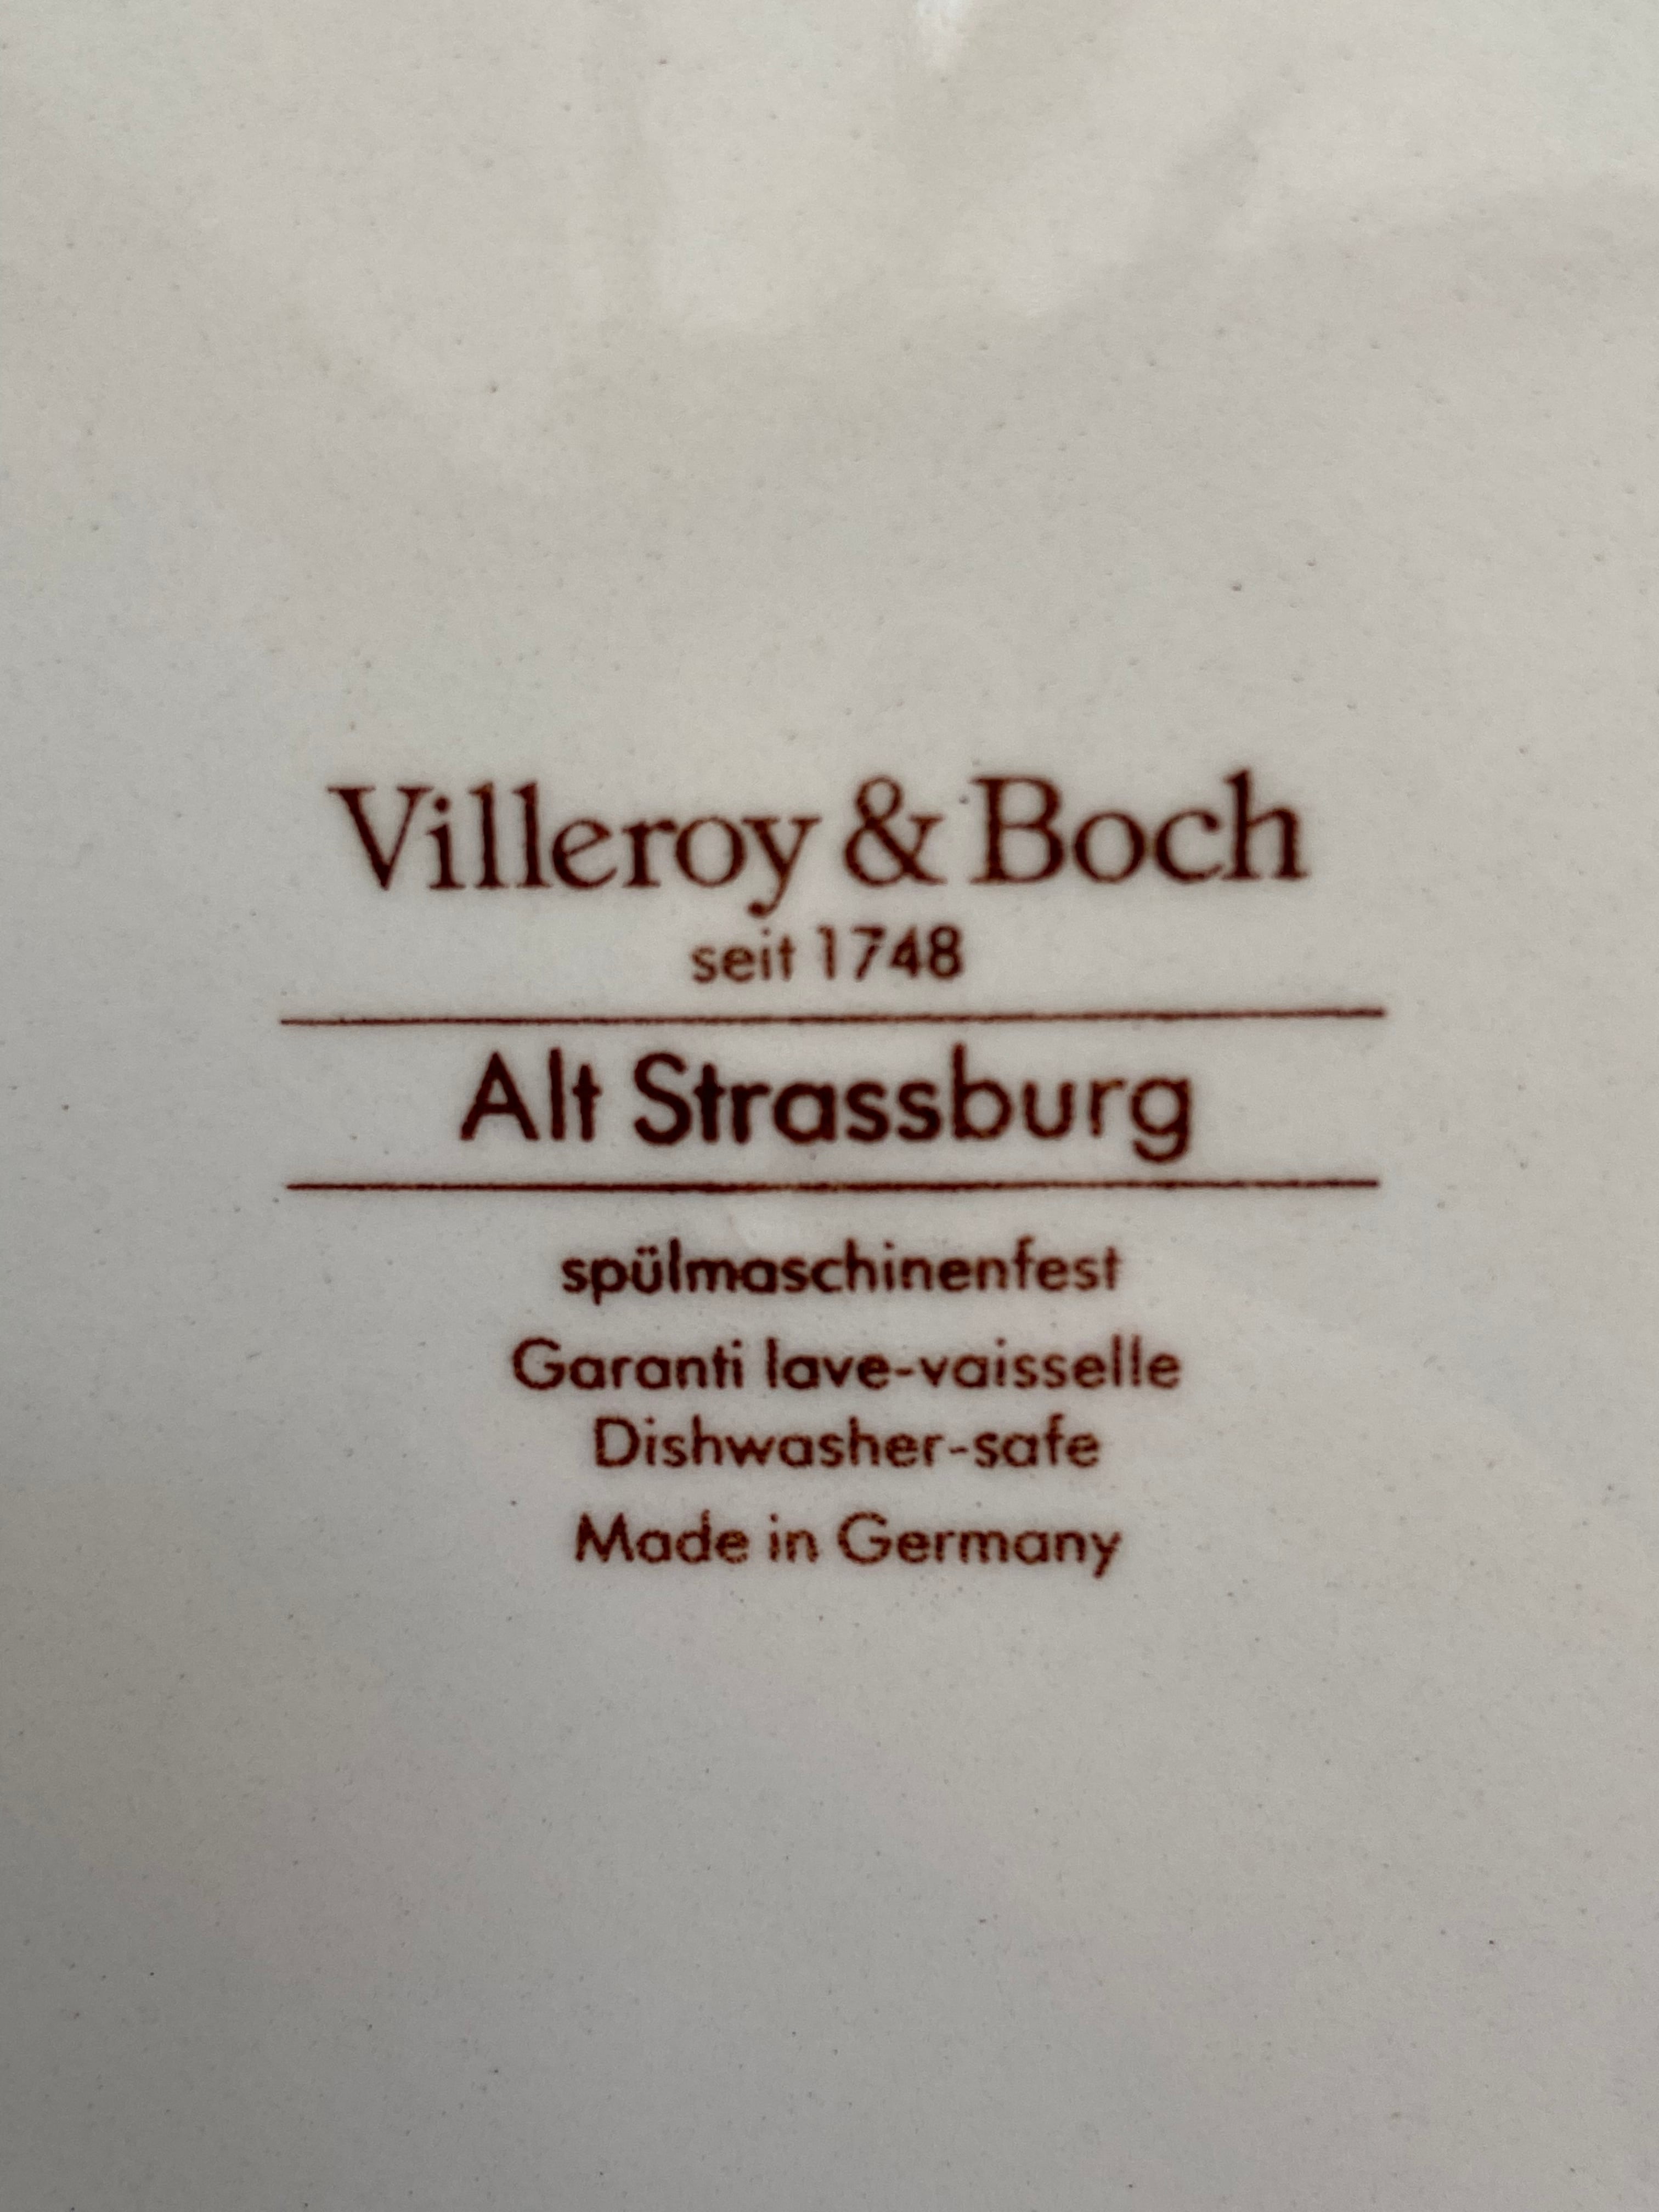 Villeroy & Boch
seit 1748
Alt Strassburg
spülmaschinenfest
Garanti lave-vaisselle
Dishwasher-safe
Made in Germany